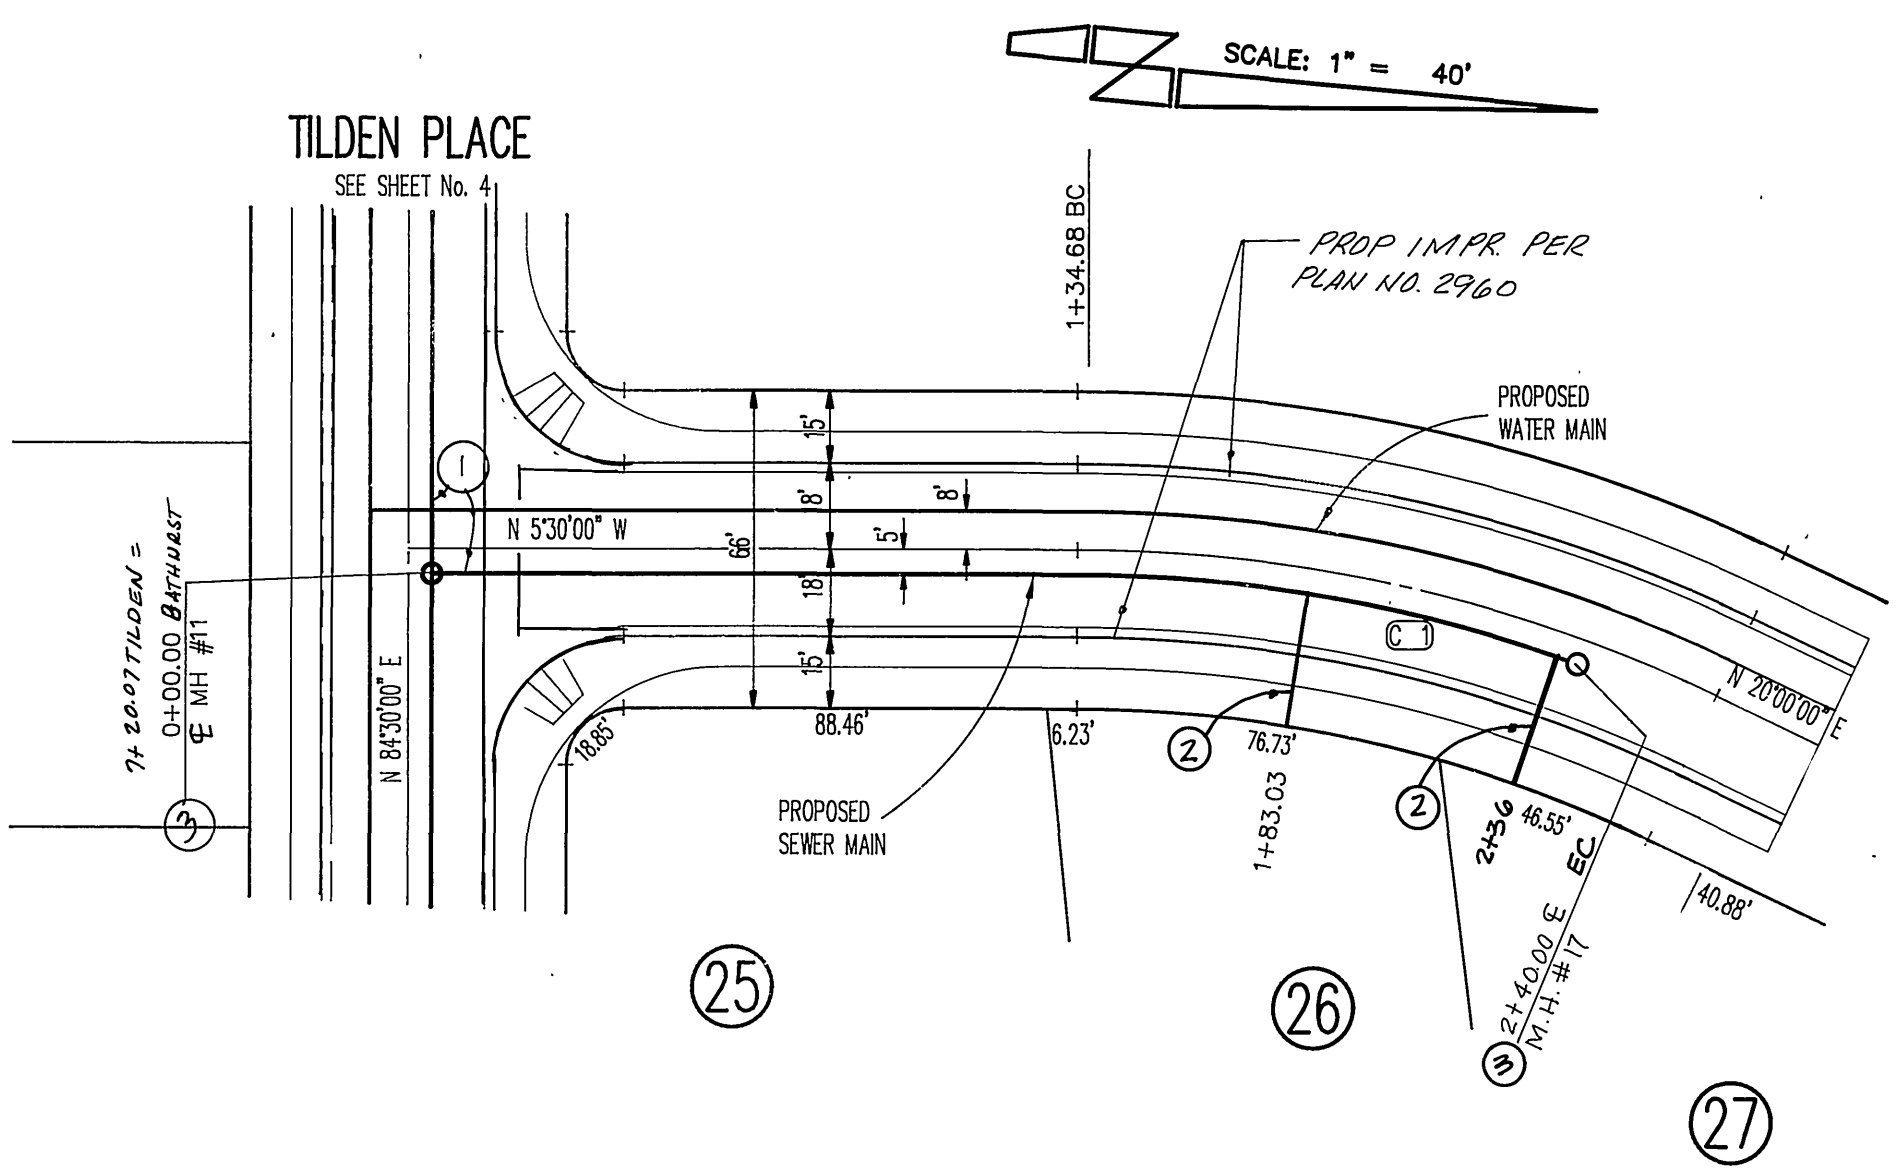 SCALE: 1" = 40'
TILDEN PLACE
SEE SHEET No. 4
1+34.68 BC
PROP IMPR. PER
PLAN NO. 2960
PROPOSED
WATER MAIN
1
15'
18'
8'
N 5°30'00" W
5'
66'
18'
15'
7+20.07 TILDEN =
0+00.00 BATHURST
℄ MH #11
3
N 84°30'00" E
C 1
N 20°00'00" E
18.85'
88.46'
6.23'
2
76.73'
2
1+83.03
2+36
46.55'
EC
40.88'
PROPOSED
SEWER MAIN
2+40.00 ℄
M.H. #17
3
25
26
27